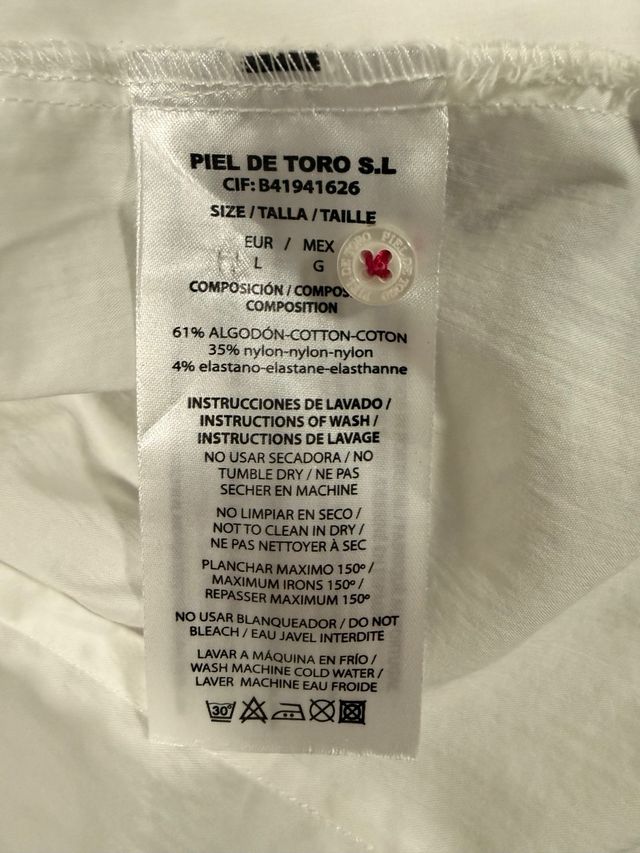 PIEL DE TORO S.L
CIF: B41941626
SIZE / TALLA / TAILLE
EUR / MEX
L G
COMPOSICIÓN / COMPOS
COMPOSITION
61% ALGODÓN-COTTON-COTON
35% nylon-nylon-nylon
4% elastano-elastane-elasthanne
INSTRUCCIONES DE LAVADO /
INSTRUCTIONS OF WASH /
INSTRUCTIONS DE LAVAGE
NO USAR SECADORA / NO
TUMBLE DRY / NE PAS
SECHER EN MACHINE
NO LIMPIAR EN SECO /
NOT TO CLEAN IN DRY /
NE PAS NETTOYER À SEC
PLANCHAR MAXIMO 150º /
MAXIMUM IRONS 150º /
REPASSER MAXIMUM 150º
NO USAR BLANQUEADOR / DO NOT
BLEACH / EAU JAVEL INTERDITE
LAVAR A MÁQUINA EN FRÍO /
WASH MACHINE COLD WATER /
LAVER MACHINE EAU FROIDE
30°
PIEL DE TORO